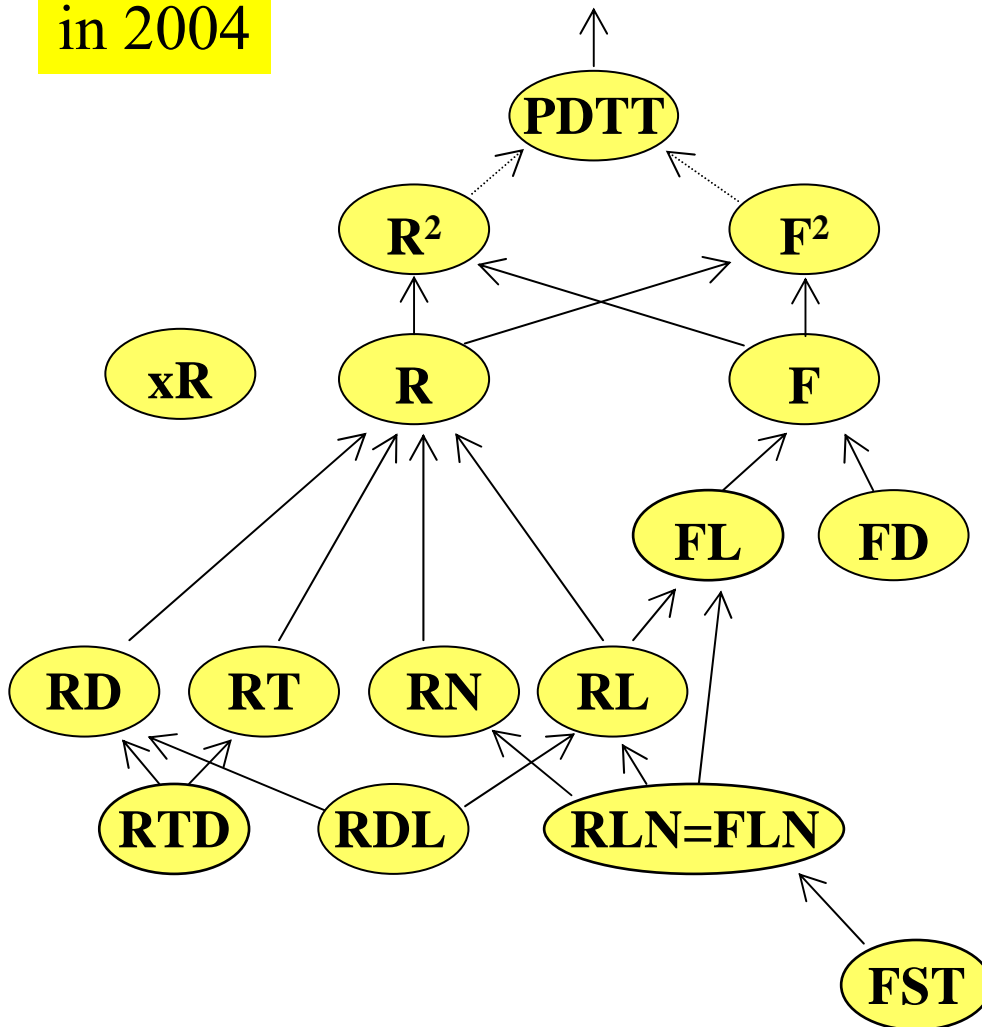 in 2004
PDTT
R²
F²
xR
R
F
FL
FD
RD
RT
RN
RL
RTD
RDL
RLN=FLN
FST